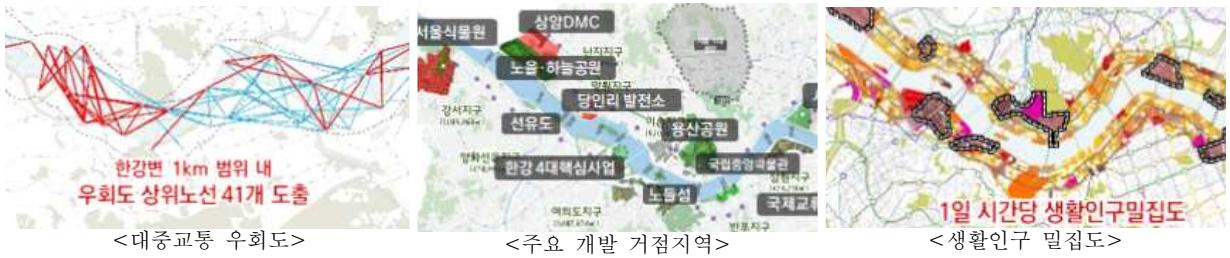 한강변 1km 범위 내
우회도 상위노선 41개 도출
<대중교통 우회도>
서울식물원
상암DMC
난지지구
노을·하늘공원
강서지구
당인리 발전소
선유도
용산공원
한강 4대핵심사업
국립중앙박물관
노들섬
여의도지구
국제교류
반포지구
<주요 개발 거점지역>
1일 시간당 생활인구밀집도
<생활인구 밀집도>